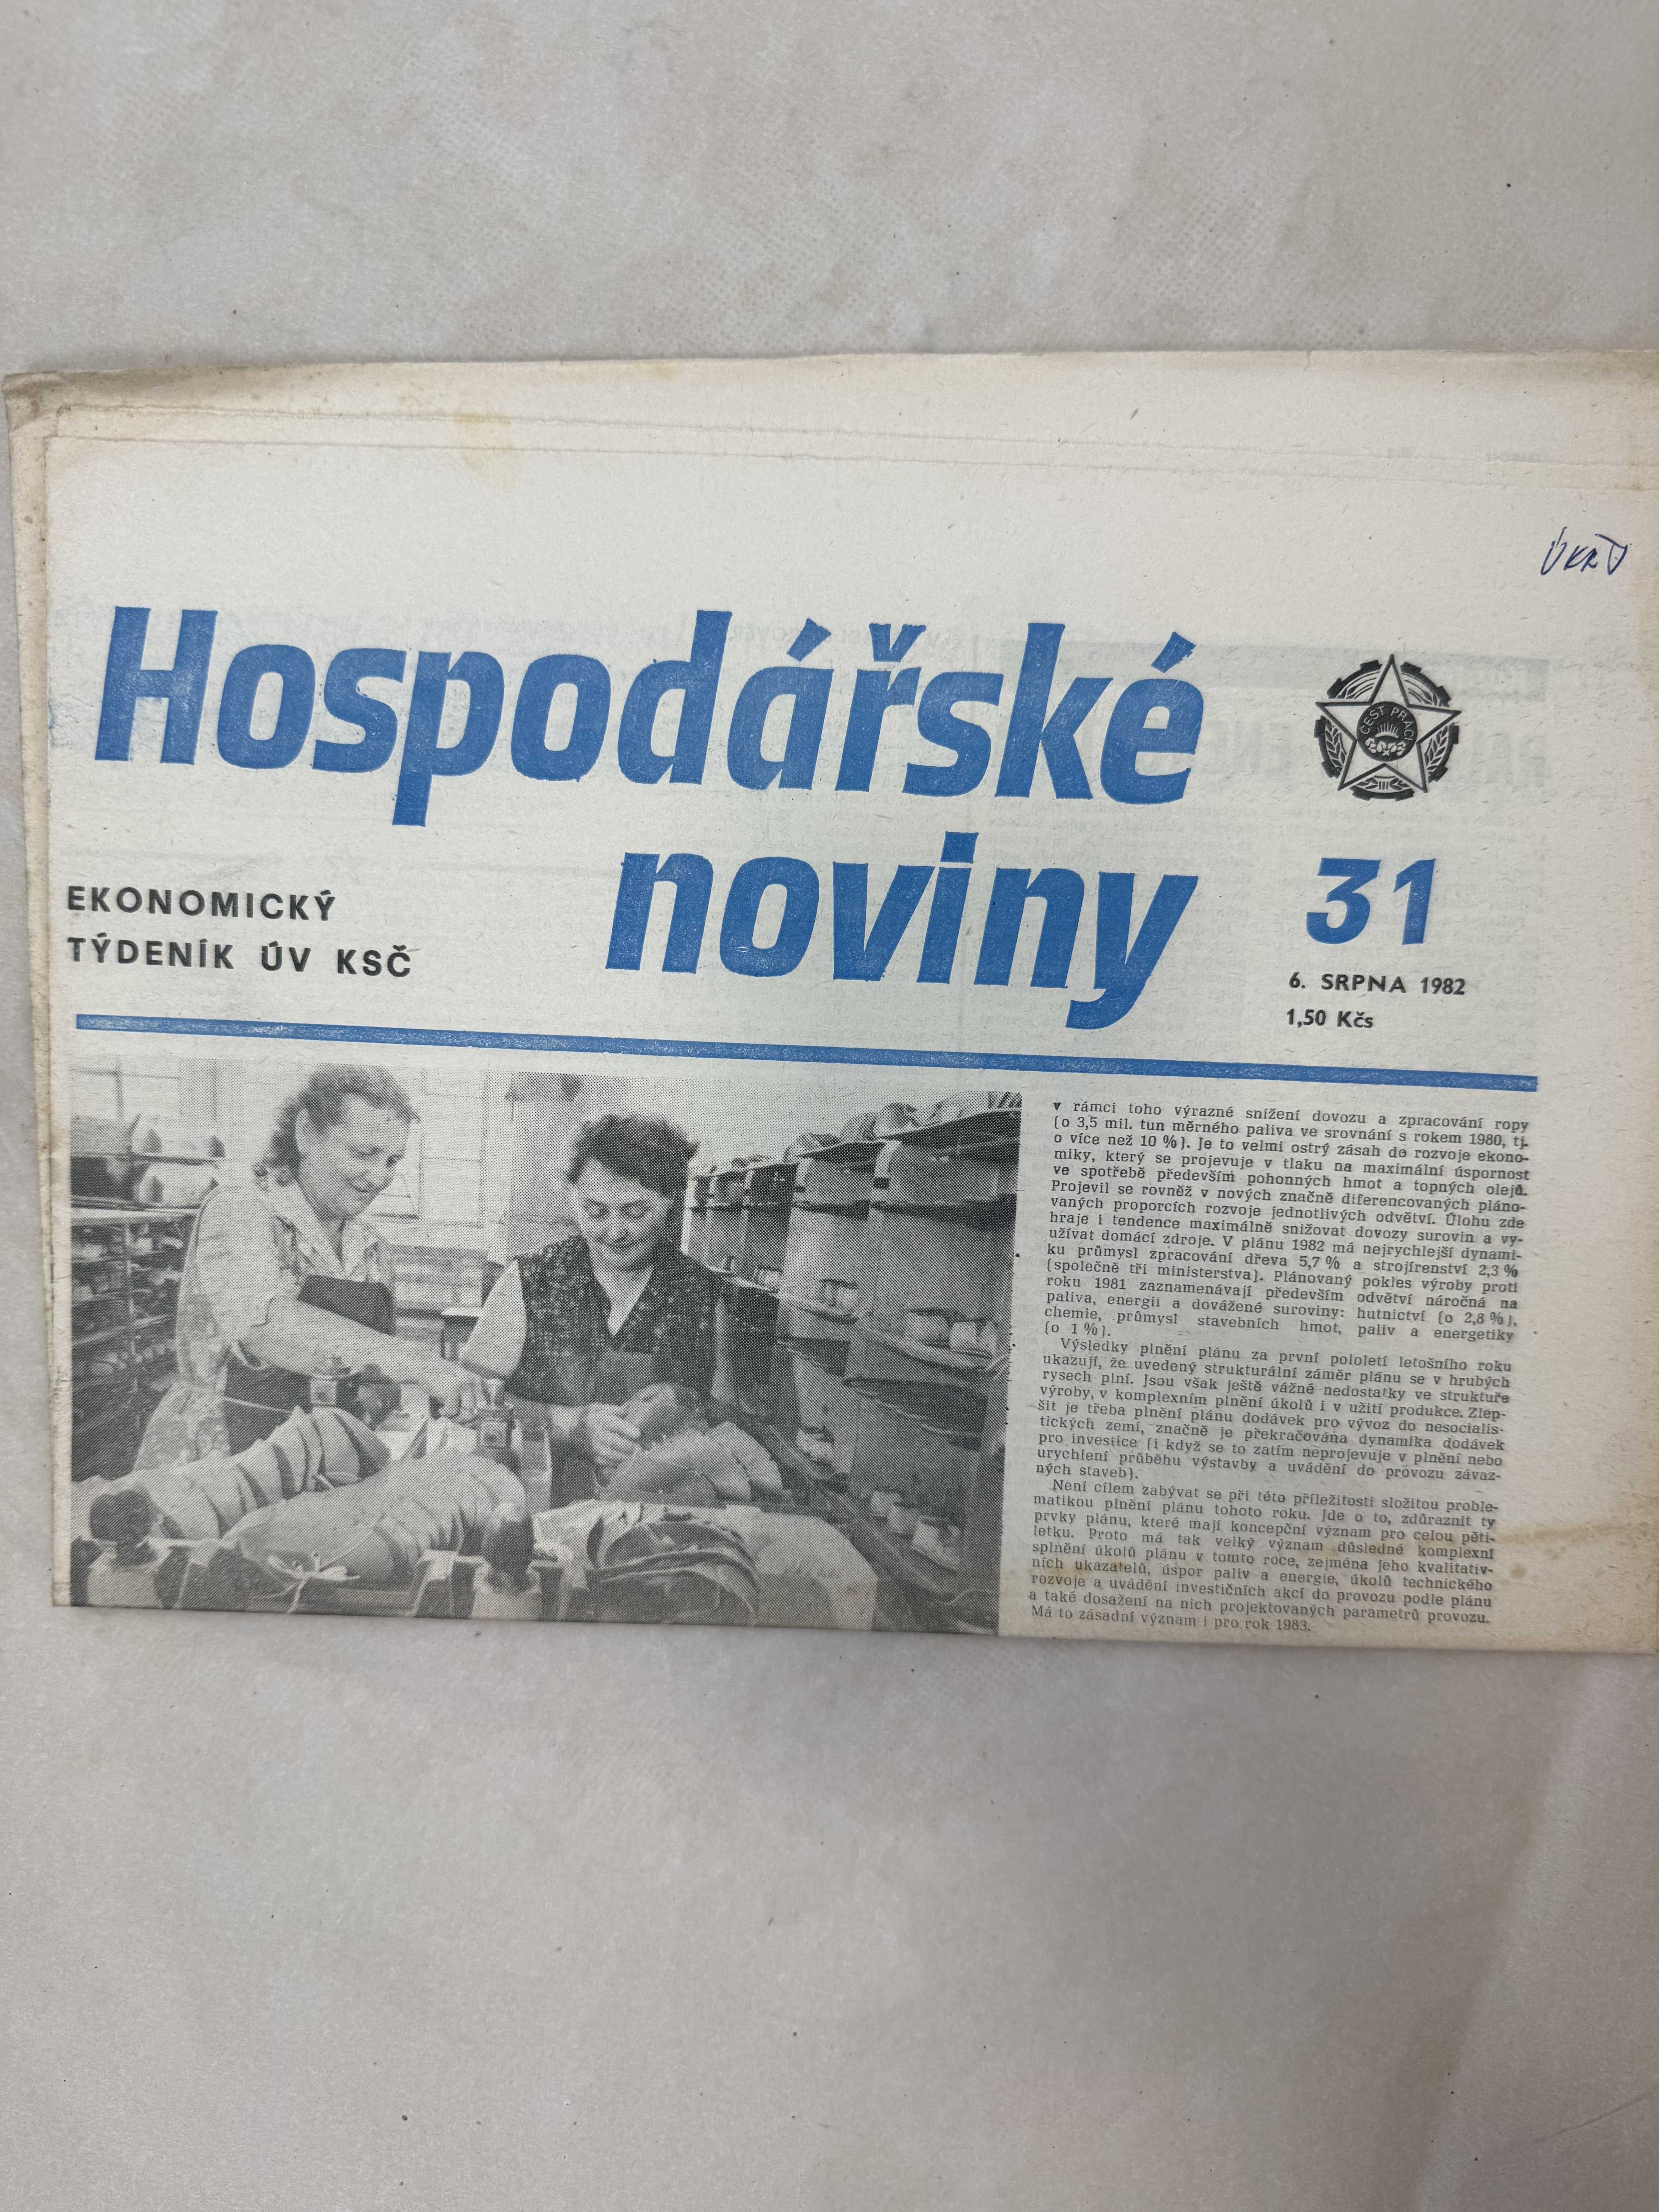 ÚKRJ
Hospodářské
noviny
EKONOMICKÝ
TÝDENÍK ÚV KSČ
ČEST PRÁCI
31
6. SRPNA 1982
1,50 Kčs
v rámci toho výrazné snížení dovozu a zpracování ropy
(o 3,5 mil. tun měrného paliva ve srovnání s rokem 1980, tj.
o více než 10 %). Je to velmi ostrý zásah do rozvoje ekono-
miky, který se projevuje v tlaku na maximální úspornost
ve spotřebě především pohonných hmot a topných olejů.
Projevil se rovněž v nových značně diferencovaných pláno-
vaných proporcích rozvoje jednotlivých odvětví. Úlohu zde
hraje i tendence maximálně snižovat dovozy surovin a vy-
užívat domácí zdroje. V plánu 1982 má nejrychlejší dynami-
ku průmysl zpracování dřeva 5,7 % a strojírenství 2,3 %
(společně tři ministerstva). Plánovaný pokles výroby proti
roku 1981 zaznamenávají především odvětví náročná na
paliva, energii a dovážené suroviny: hutnictví (o 2,8 %),
chemie, průmysl stavebních hmot, paliv a energetiky
(o 1 %).
Výsledky plnění plánu za první pololetí letošního roku
ukazují, že uvedený strukturální záměr plánu se v hrubých
rysech plní. Jsou však ještě vážné nedostatky ve struktuře
výroby, v komplexním plnění úkolů i v užití produkce. Zlep-
šit je třeba plnění plánu dodávek pro vývoz do nesocialis-
tických zemí, značně je překračována dynamika dodávek
pro investice (i když se to zatím neprojevuje v plnění nebo
urychlení průběhu výstavby a uvádění do provozu závaz-
ných staveb).
Není cílem zabývat se při této příležitosti složitou proble-
matikou plnění plánu tohoto roku. Jde o to, zdůraznit ty
prvky plánu, které mají koncepční význam pro celou pěti-
letku. Proto má tak velký význam důsledné komplexní
splnění úkolů plánu v tomto roce, zejména jeho kvalitativ-
ních ukazatelů, úspor paliv a energie, úkolů technického
rozvoje a uvádění investičních akcí do provozu podle plánu
a také dosažení na nich projektovaných parametrů provozu.
Má to zásadní význam i pro rok 1983.